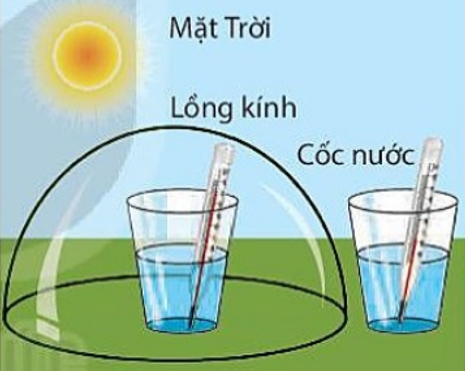 Mặt Trời
Lồng kính
Cốc nước